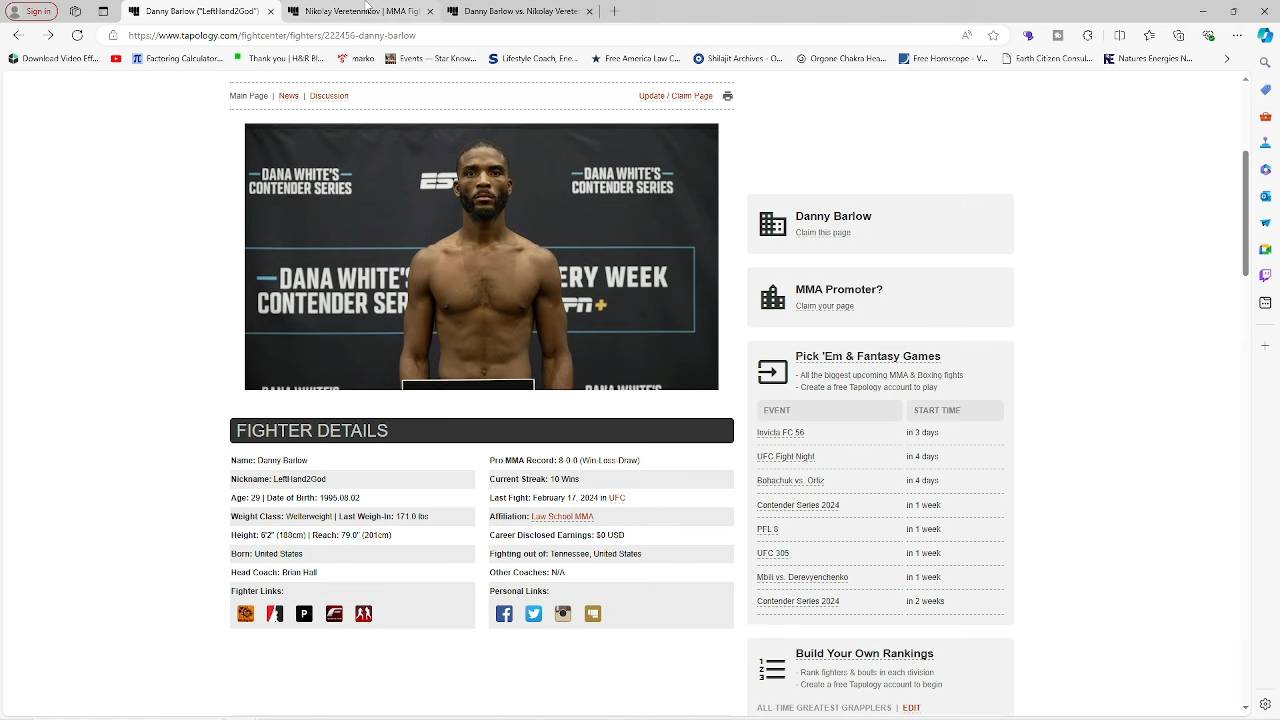 Sign in
Danny Barlow ("LeftHand2God")
Nikolay Veretennikov | MMA Figh
Danny Barlow vs. Nikolay Vereter
https://www.tapology.com/fightcenter/fighters/222456-danny-barlow
Download Video Eff...
Factoring Calculator...
Thank you | H&R Bl...
marko
Events — Star Know...
Lifestyle Coach, Ene...
Free America Law C...
Shilajit Archives - O...
Orgone Chakra Hea...
Free Horoscope - V...
Earth Citizen Consul...
Natures Energies N...
Main Page | News | Discussion
Update / Claim Page
DANA WHITE'S
CONTENDER SERIES
DANA WHITE'S
CONTENDER SERIES
DANA WHITE'S
CONTENDER SER
ERY WEEK
FIGHTER DETAILS
Name: Danny Barlow
Pro MMA Record: 8-0-0 (Win-Loss-Draw)
Nickname: LeftHand2God
Current Streak: 10 Wins
Age: 29 | Date of Birth: 1995.08.02
Last Fight: February 17, 2024 in UFC
Weight Class: Welterweight | Last Weigh-In: 171.0 lbs
Affiliation: Law School MMA
Height: 6'2" (188cm) | Reach: 79.0" (201cm)
Career Disclosed Earnings: $0 USD
Born: United States
Fighting out of: Tennessee, United States
Head Coach: Brian Hall
Other Coaches: N/A
Fighter Links:
Personal Links:
Danny Barlow
Claim this page
MMA Promoter?
Claim your page
Pick 'Em & Fantasy Games
- All the biggest upcoming MMA & Boxing fights
- Create a free Tapology account to play
EVENT START TIME
Invicta FC 56 in 3 days
UFC Fight Night in 4 days
Bohachuk vs. Ortiz in 4 days
Contender Series 2024 in 1 week
PFL 8 in 1 week
UFC 305 in 1 week
Mbilli vs. Derevyenchenko in 1 week
Contender Series 2024 in 2 weeks
Build Your Own Rankings
- Rank fighters & bouts in each division
- Create a free Tapology account to begin
ALL-TIME GREATEST GRAPPLERS | EDIT